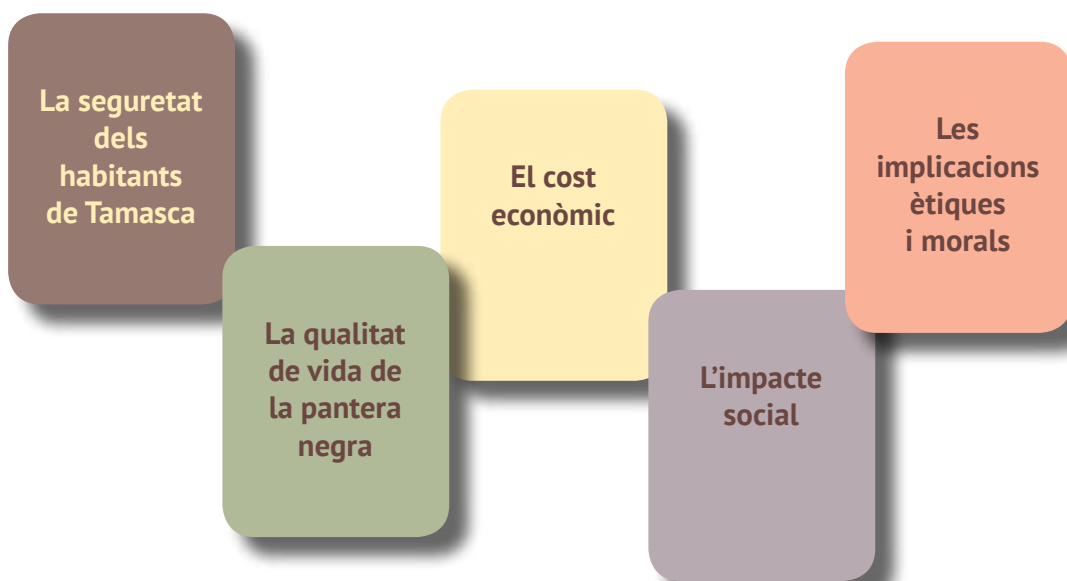 La seguretat
dels
habitants
de Tamasca
La qualitat
de vida de
la pantera
negra
El cost
econòmic
L’impacte
social
Les
implicacions
ètiques
i morals